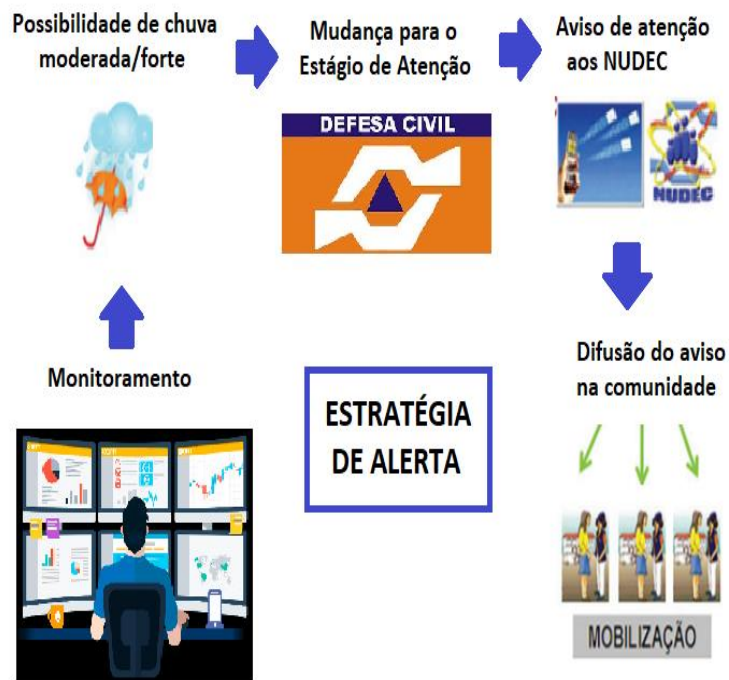 Possibilidade de chuva
moderada/forte
Mudança para o
Estágio de Atenção
Aviso de atenção
aos NUDEC
DEFESA CIVIL
NUDEC
Monitoramento
ESTRATÉGIA
DE ALERTA
Difusão do aviso
na comunidade
MOBILIZAÇÃO